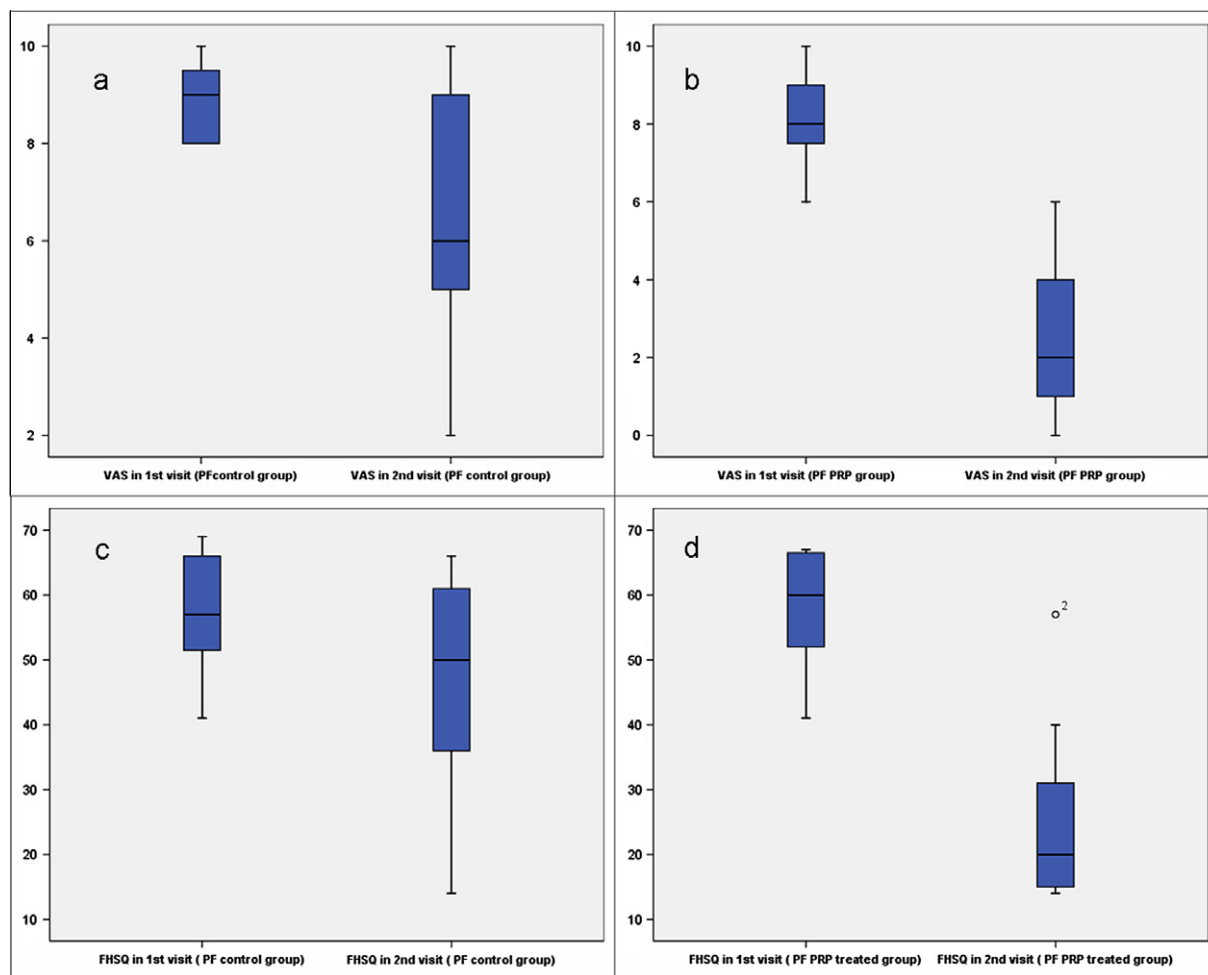 10
8
6
4
2
a
VAS in 1st visit (PFcontrol group)
VAS in 2nd visit (PF control group)
10
8
6
4
2
0
b
VAS in 1st visit (PF PRP group)
VAS in 2nd visit (PF PRP group)
70
60
50
40
30
20
10
c
FHSQ in 1st visit ( PF control group)
FHSQ in 2nd visit ( PF control group)
70
60
50
40
30
20
10
d
2
FHSQ in 1st visit ( PF PRP treated group)
FHSQ in 2nd visit ( PF PRP treated group)